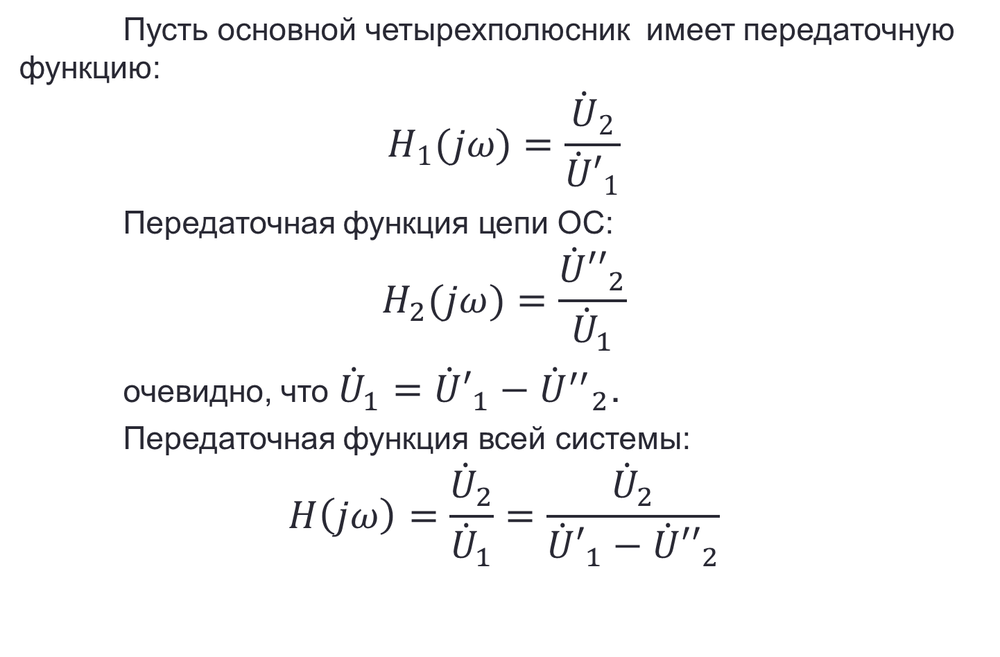 Пусть основной четырехполюсник имеет передаточную
функцию:
$H_1(j\omega) = \frac{\dot{U}_2}{\dot{U}'_1}$
Передаточная функция цепи ОС:
$H_2(j\omega) = \frac{\dot{U}''_2}{\dot{U}_1}$
очевидно, что $\dot{U}_1 = \dot{U}'_1 - \dot{U}''_2.$
Передаточная функция всей системы:
$H(j\omega) = \frac{\dot{U}_2}{\dot{U}_1} = \frac{\dot{U}_2}{\dot{U}'_1 - \dot{U}''_2}$